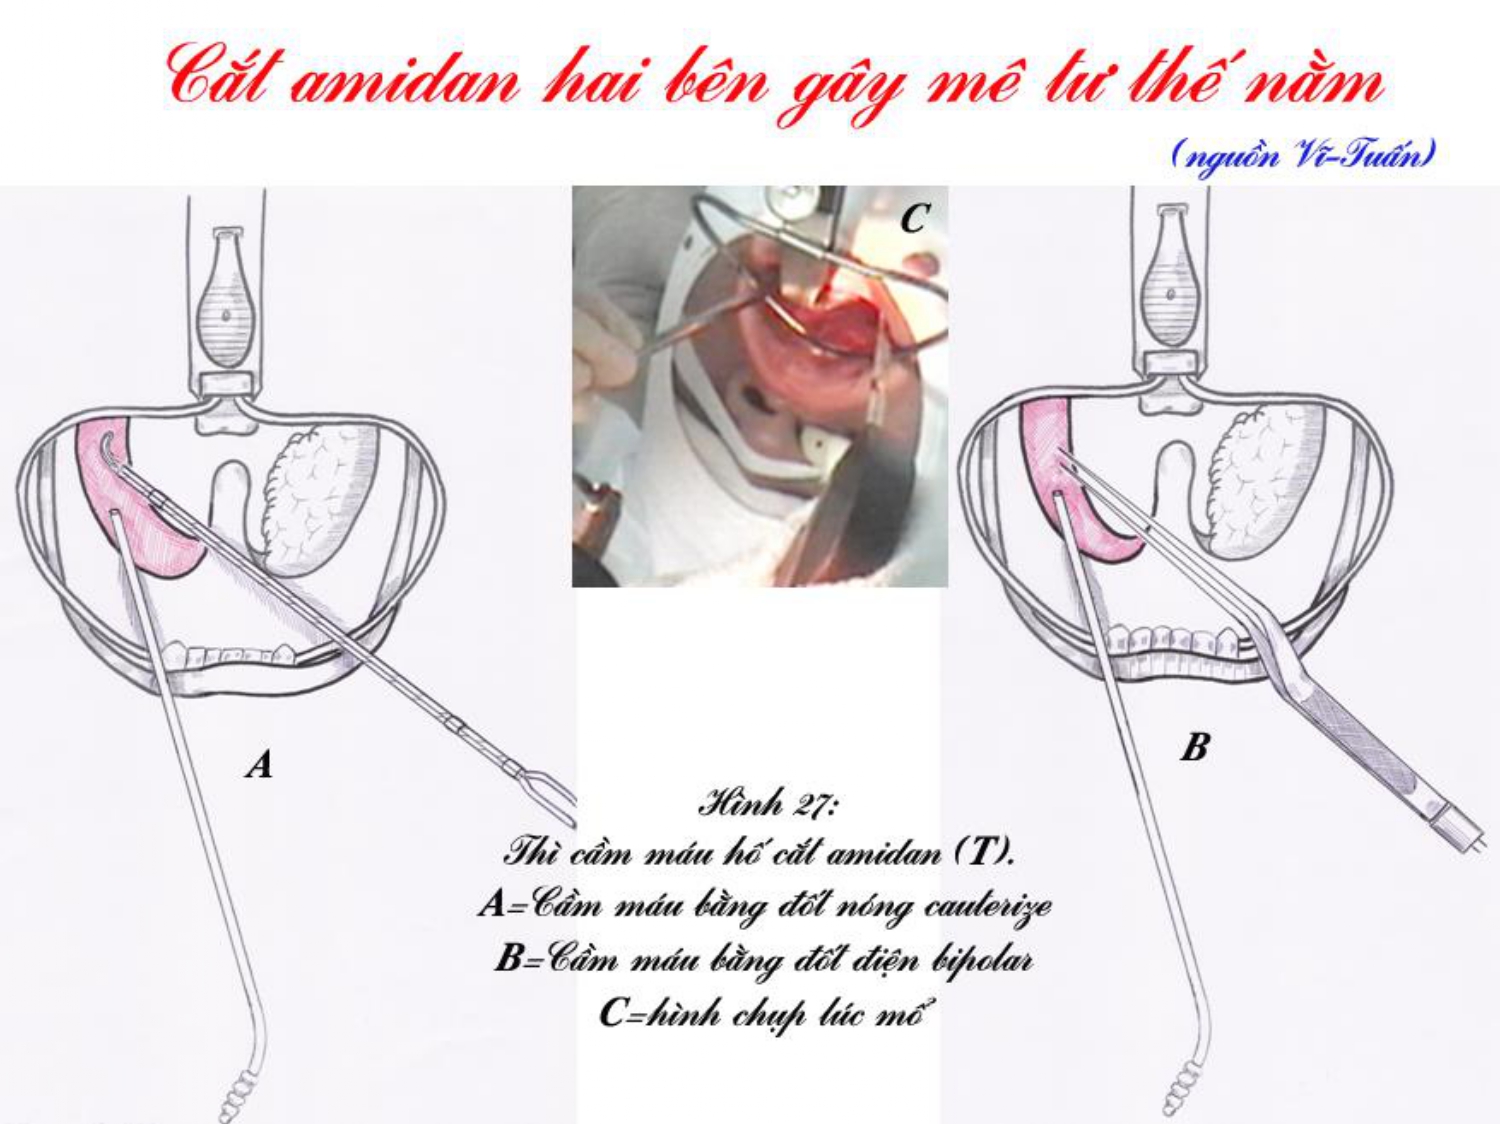 Cắt amidan hai bên gây mê tư thế nằm
(nguồn Vĩ-Tuấn)
C
A
B
Hình 27:
Thì cầm máu hố cắt amidan (T).
A=Cầm máu bằng đốt nóng cauterize
B=Cầm máu bằng đốt điện bipolar
C=hình chụp lúc mổ